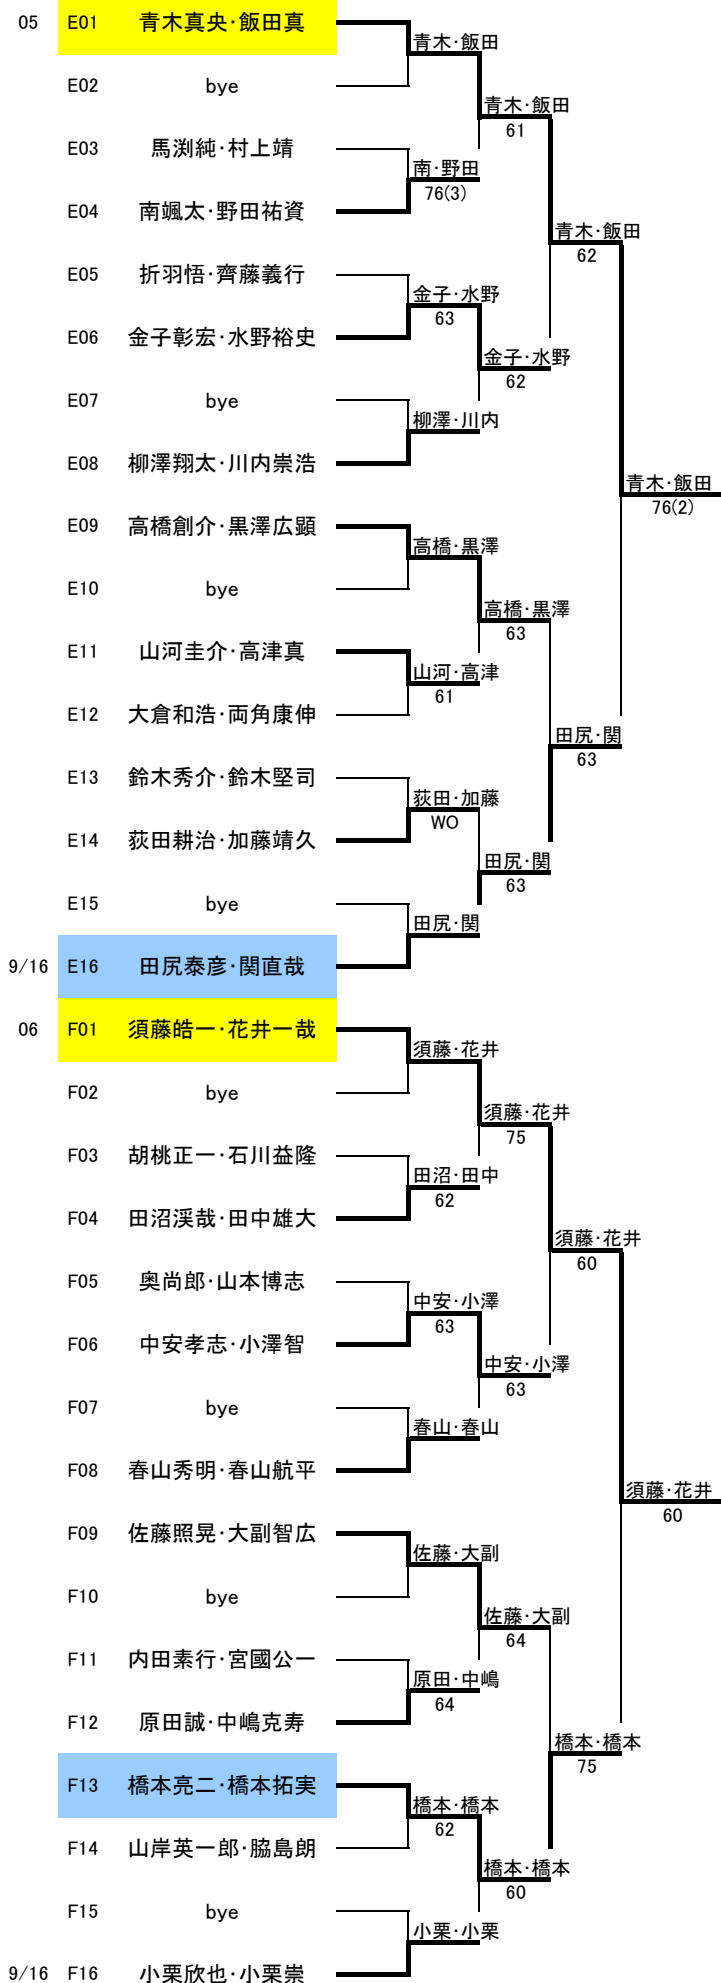 05 E01 青木真央・飯田真
青木・飯田
E02 bye
青木・飯田
61
E03 馬渕純・村上靖
南・野田
76(3)
E04 南颯太・野田祐資
青木・飯田
62
E05 折羽悟・齊藤義行
金子・水野
63
E06 金子彰宏・水野裕史
金子・水野
62
E07 bye
柳澤・川内
E08 柳澤翔太・川内崇浩
青木・飯田
76(2)
E09 高橋創介・黒澤広顕
高橋・黒澤
E10 bye
高橋・黒澤
63
E11 山河圭介・高津真
山河・高津
61
E12 大倉和浩・両角康伸
田尻・関
63
E13 鈴木秀介・鈴木堅司
荻田・加藤
WO
E14 荻田耕治・加藤靖久
田尻・関
63
E15 bye
田尻・関
9/16 E16 田尻泰彦・関直哉
06 F01 須藤皓一・花井一哉
須藤・花井
F02 bye
須藤・花井
75
F03 胡桃正一・石川益隆
田沼・田中
62
F04 田沼渓哉・田中雄大
須藤・花井
60
F05 奥尚郎・山本博志
中安・小澤
63
F06 中安孝志・小澤智
中安・小澤
63
F07 bye
春山・春山
F08 春山秀明・春山航平
須藤・花井
60
F09 佐藤照晃・大副智広
佐藤・大副
F10 bye
佐藤・大副
64
F11 内田素行・宮國公一
原田・中嶋
64
F12 原田誠・中嶋克寿
橋本・橋本
75
F13 橋本亮二・橋本拓実
橋本・橋本
62
F14 山岸英一郎・脇島朗
橋本・橋本
60
F15 bye
小栗・小栗
9/16 F16 小栗欣也・小栗崇